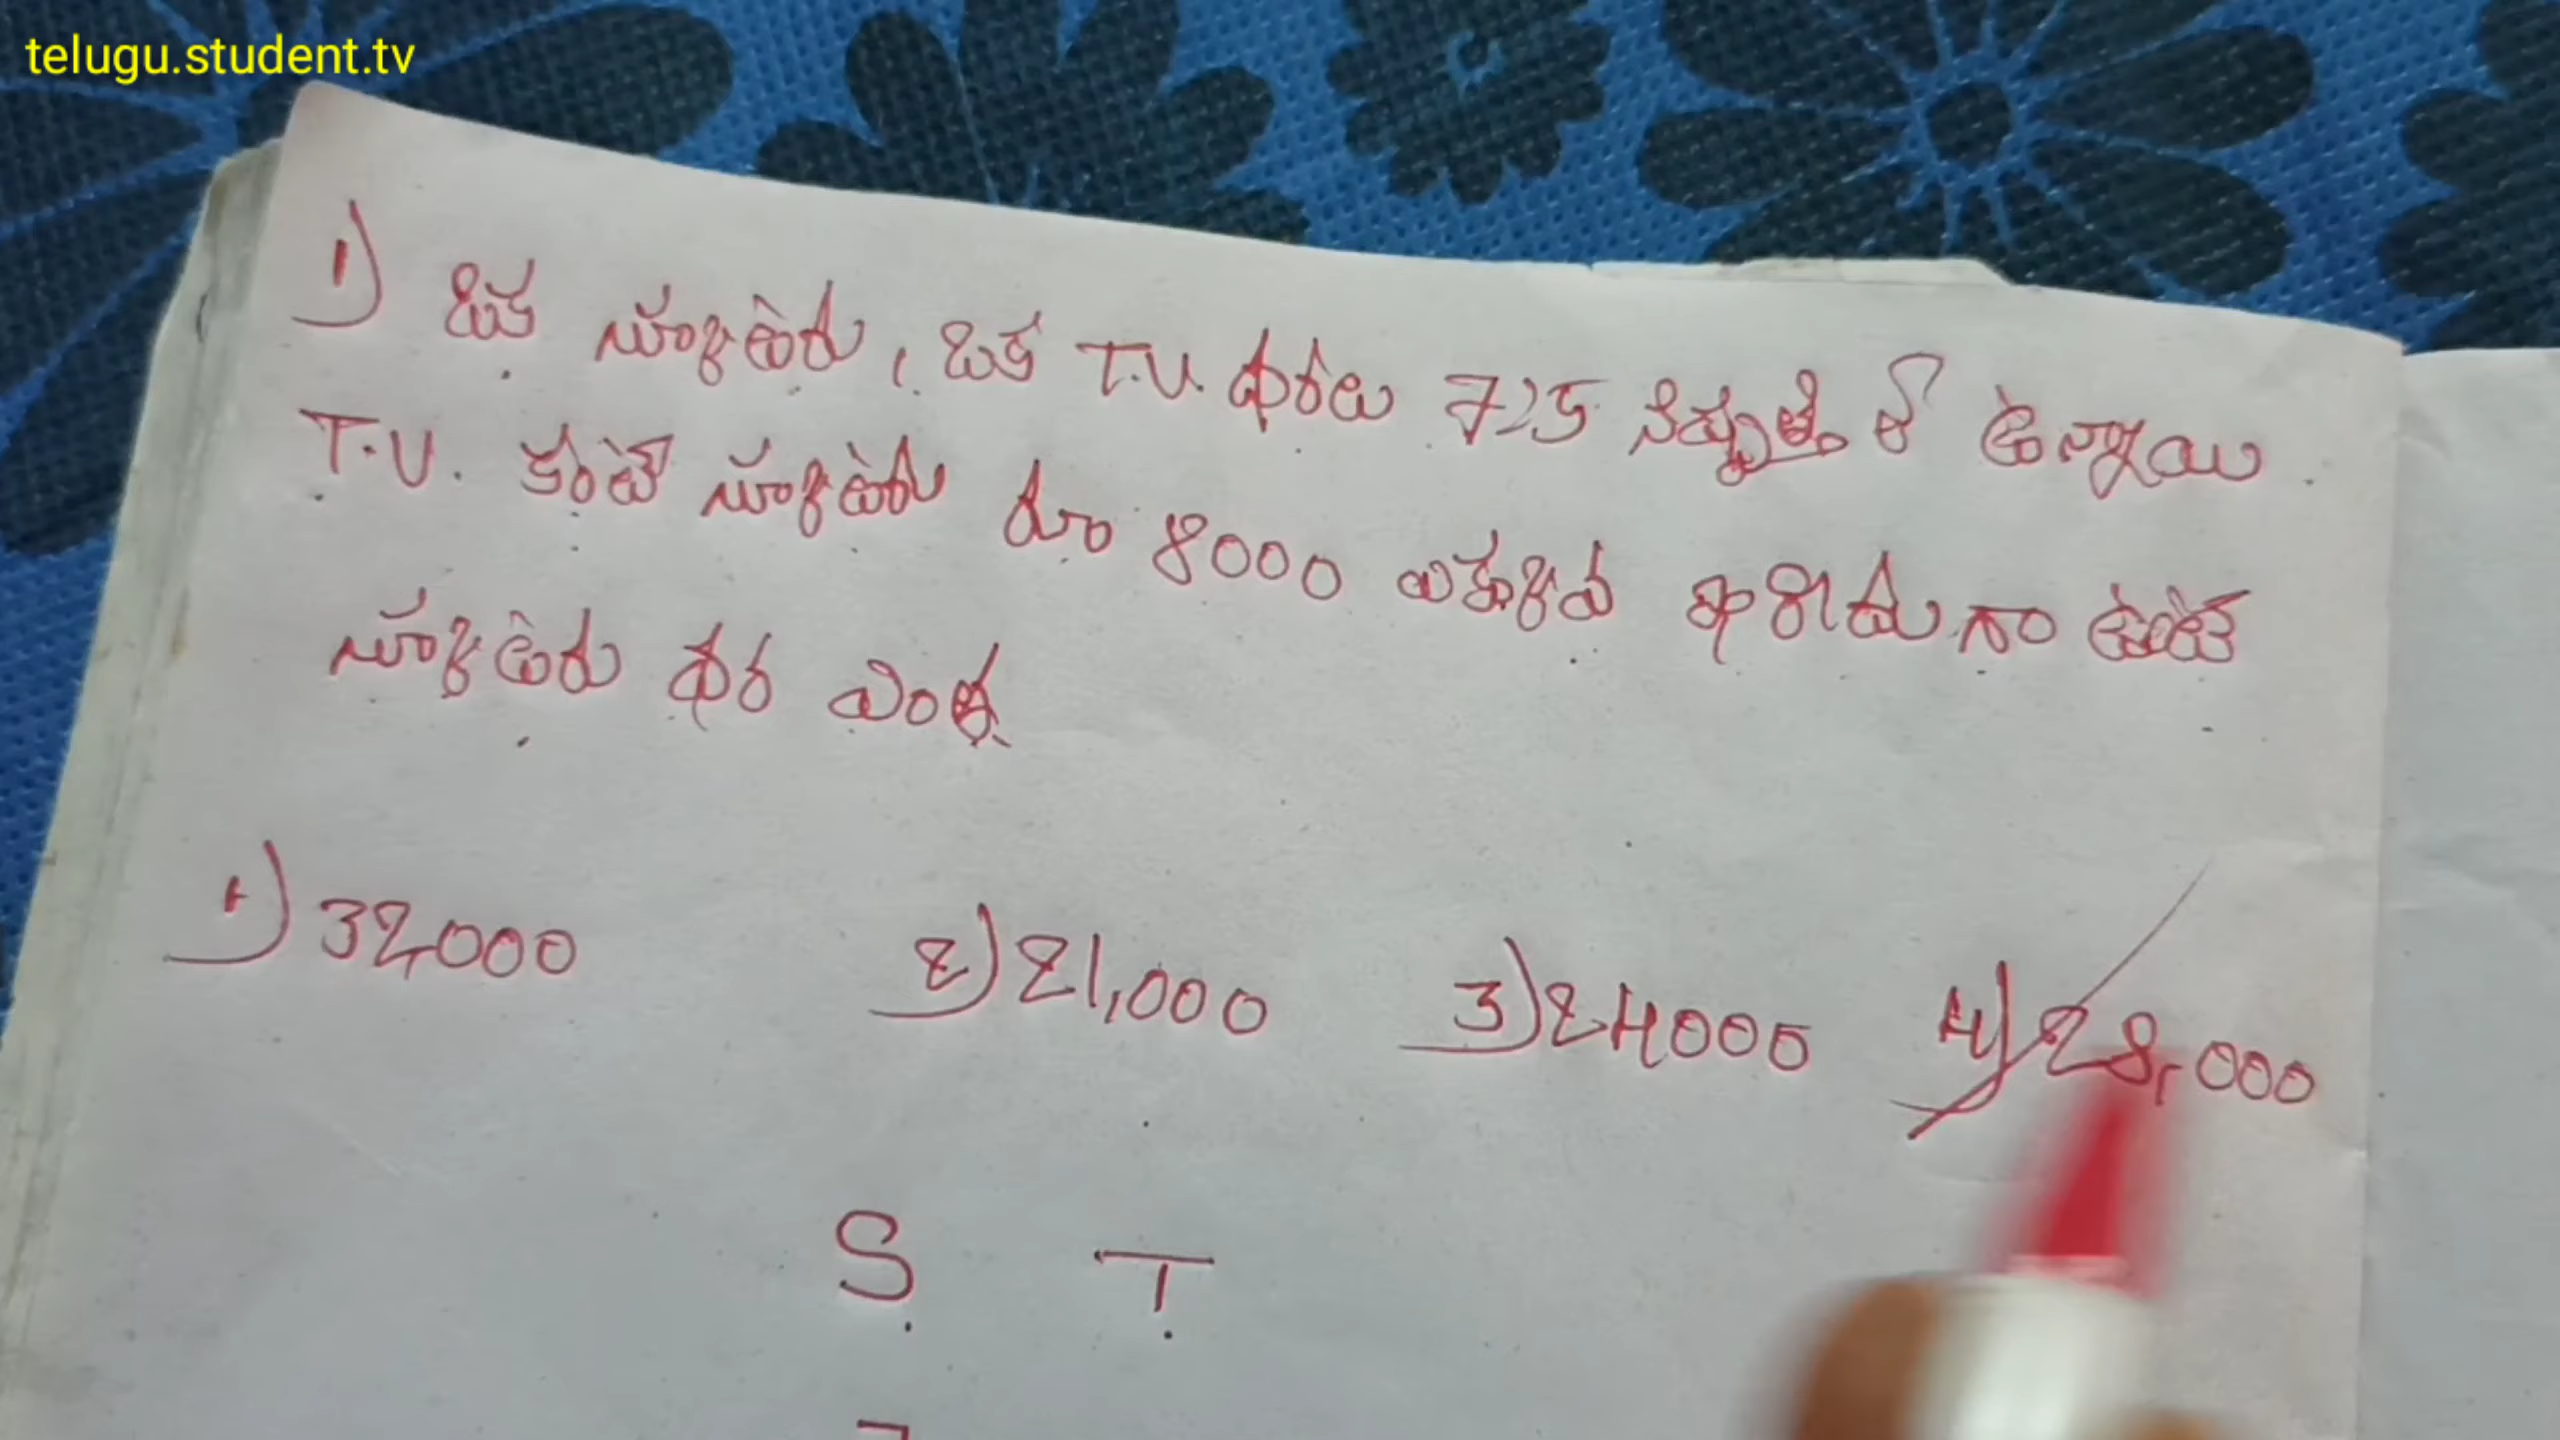 telugu.student.tv
1) ఒక స్కూటరు, ఒక T.V. ధరలు 7:5 నిష్పత్తి లో ఉన్నాయి.
T.V. కంటే స్కూటరు రూ 8000 ఎక్కువ ఖరీదు గా ఉంటే
స్కూటరు ధర ఎంత
1) 32,000 2) 21,000 3) 24000 4) 28,000
S T
7